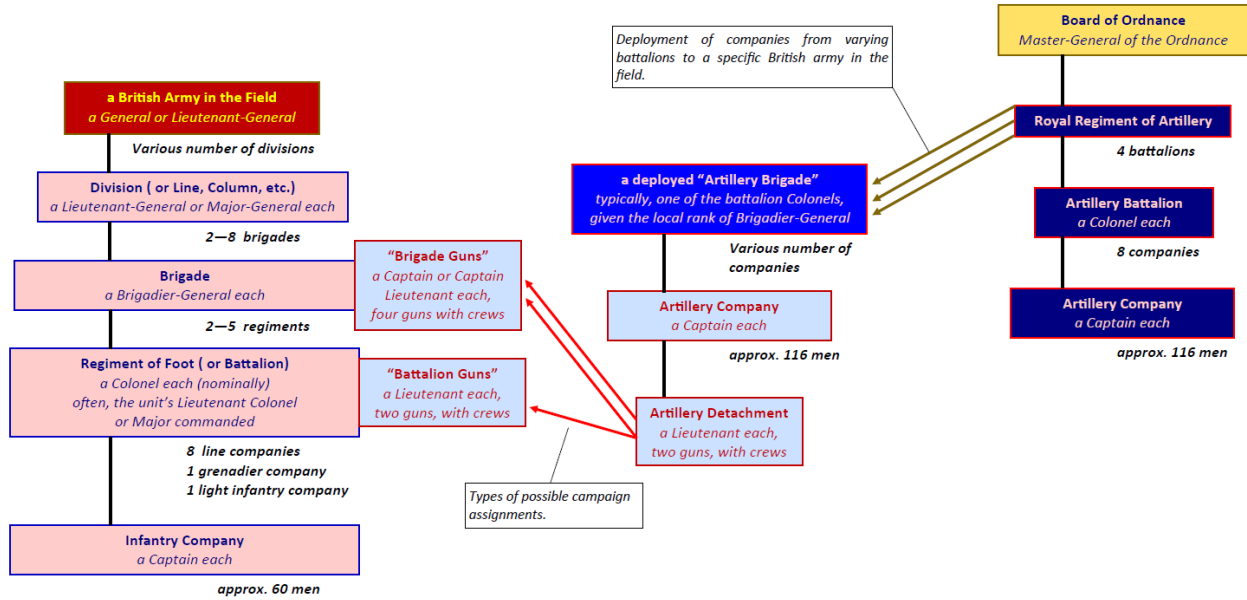 Board of Ordnance
Master-General of the Ordnance
Deployment of companies from varying
battalions to a specific British army in the
field.
a British Army in the Field
a General or Lieutenant-General
Various number of divisions
Royal Regiment of Artillery
4 battalions
Division ( or Line, Column, etc.)
a Lieutenant-General or Major-General each
2—8 brigades
a deployed “Artillery Brigade”
typically, one of the battalion Colonels,
given the local rank of Brigadier-General
Various number of
companies
Artillery Battalion
a Colonel each
8 companies
Brigade
a Brigadier-General each
2—5 regiments
“Brigade Guns”
a Captain or Captain
Lieutenant each,
four guns with crews
Artillery Company
a Captain each
approx. 116 men
Artillery Company
a Captain each
approx. 116 men
Regiment of Foot ( or Battalion)
a Colonel each (nominally)
often, the unit’s Lieutenant Colonel
or Major commanded
8 line companies
1 grenadier company
1 light infantry company
“Battalion Guns”
a Lieutenant each,
two guns, with crews
Artillery Detachment
a Lieutenant each,
two guns, with crews
Types of possible campaign
assignments.
Infantry Company
a Captain each
approx. 60 men